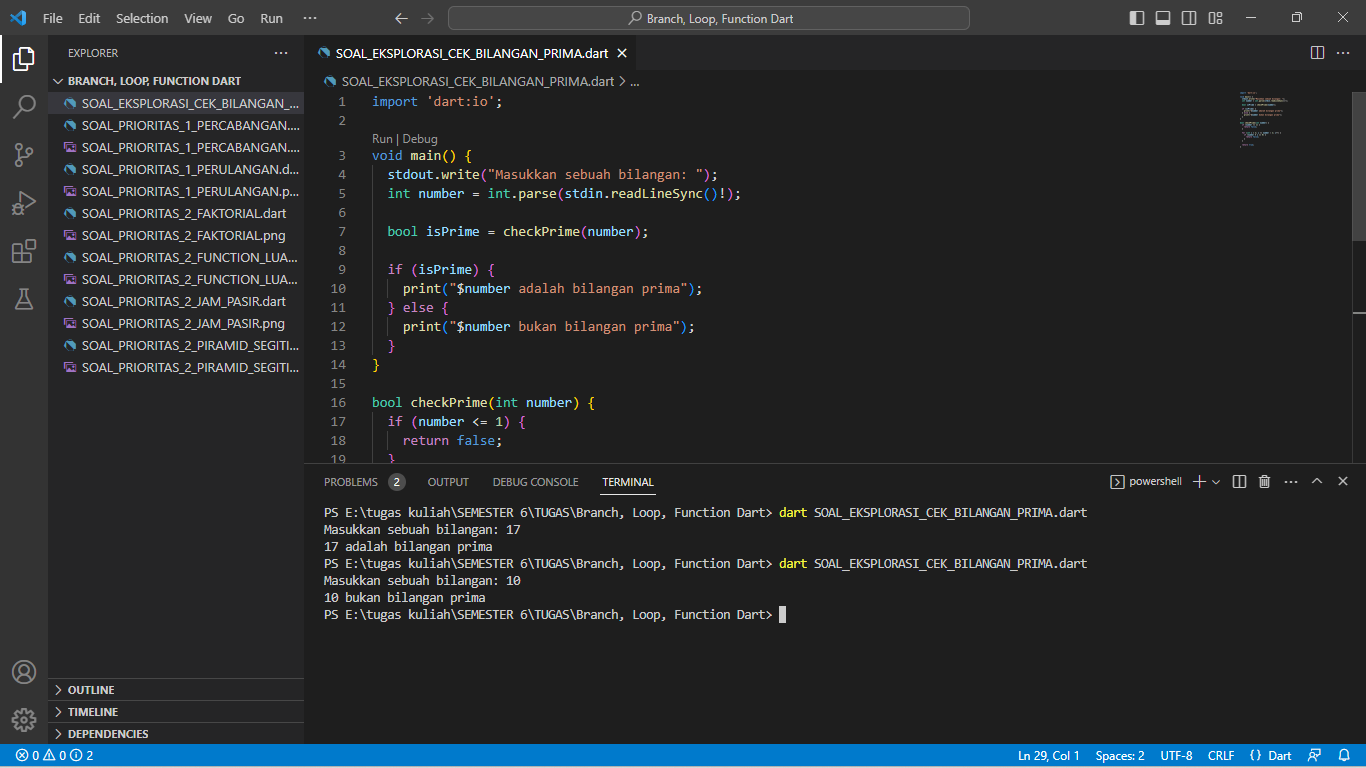 File Edit Selection View Go Run ··· Branch, Loop, Function Dart
EXPLORER ···
BRANCH, LOOP, FUNCTION DART
SOAL_EKSPLORASI_CEK_BILANGAN_...
SOAL_PRIORITAS_1_PERCABANGAN....
SOAL_PRIORITAS_1_PERCABANGAN....
SOAL_PRIORITAS_1_PERULANGAN.d...
SOAL_PRIORITAS_1_PERULANGAN.p...
SOAL_PRIORITAS_2_FAKTORIAL.dart
SOAL_PRIORITAS_2_FAKTORIAL.png
SOAL_PRIORITAS_2_FUNCTION_LUA...
SOAL_PRIORITAS_2_FUNCTION_LUA...
SOAL_PRIORITAS_2_JAM_PASIR.dart
SOAL_PRIORITAS_2_JAM_PASIR.png
SOAL_PRIORITAS_2_PIRAMID_SEGITI...
SOAL_PRIORITAS_2_PIRAMID_SEGITI...
OUTLINE
TIMELINE
DEPENDENCIES
SOAL_EKSPLORASI_CEK_BILANGAN_PRIMA.dart
SOAL_EKSPLORASI_CEK_BILANGAN_PRIMA.dart > ...
1 import 'dart:io';
2
Run | Debug
3 void main() {
4 stdout.write("Masukkan sebuah bilangan: ");
5 int number = int.parse(stdin.readLineSync()!);
6
7 bool isPrime = checkPrime(number);
8
9 if (isPrime) {
10 print("$number adalah bilangan prima");
11 } else {
12 print("$number bukan bilangan prima");
13 }
14 }
15
16 bool checkPrime(int number) {
17 if (number <= 1) {
18 return false;
19 }
PROBLEMS 2 OUTPUT DEBUG CONSOLE TERMINAL powershell
PS E:\tugas kuliah\SEMESTER 6\TUGAS\Branch, Loop, Function Dart> dart SOAL_EKSPLORASI_CEK_BILANGAN_PRIMA.dart
Masukkan sebuah bilangan: 17
17 adalah bilangan prima
PS E:\tugas kuliah\SEMESTER 6\TUGAS\Branch, Loop, Function Dart> dart SOAL_EKSPLORASI_CEK_BILANGAN_PRIMA.dart
Masukkan sebuah bilangan: 10
10 bukan bilangan prima
PS E:\tugas kuliah\SEMESTER 6\TUGAS\Branch, Loop, Function Dart>
0 0 2 Ln 29, Col 1 Spaces: 2 UTF-8 CRLF {} Dart